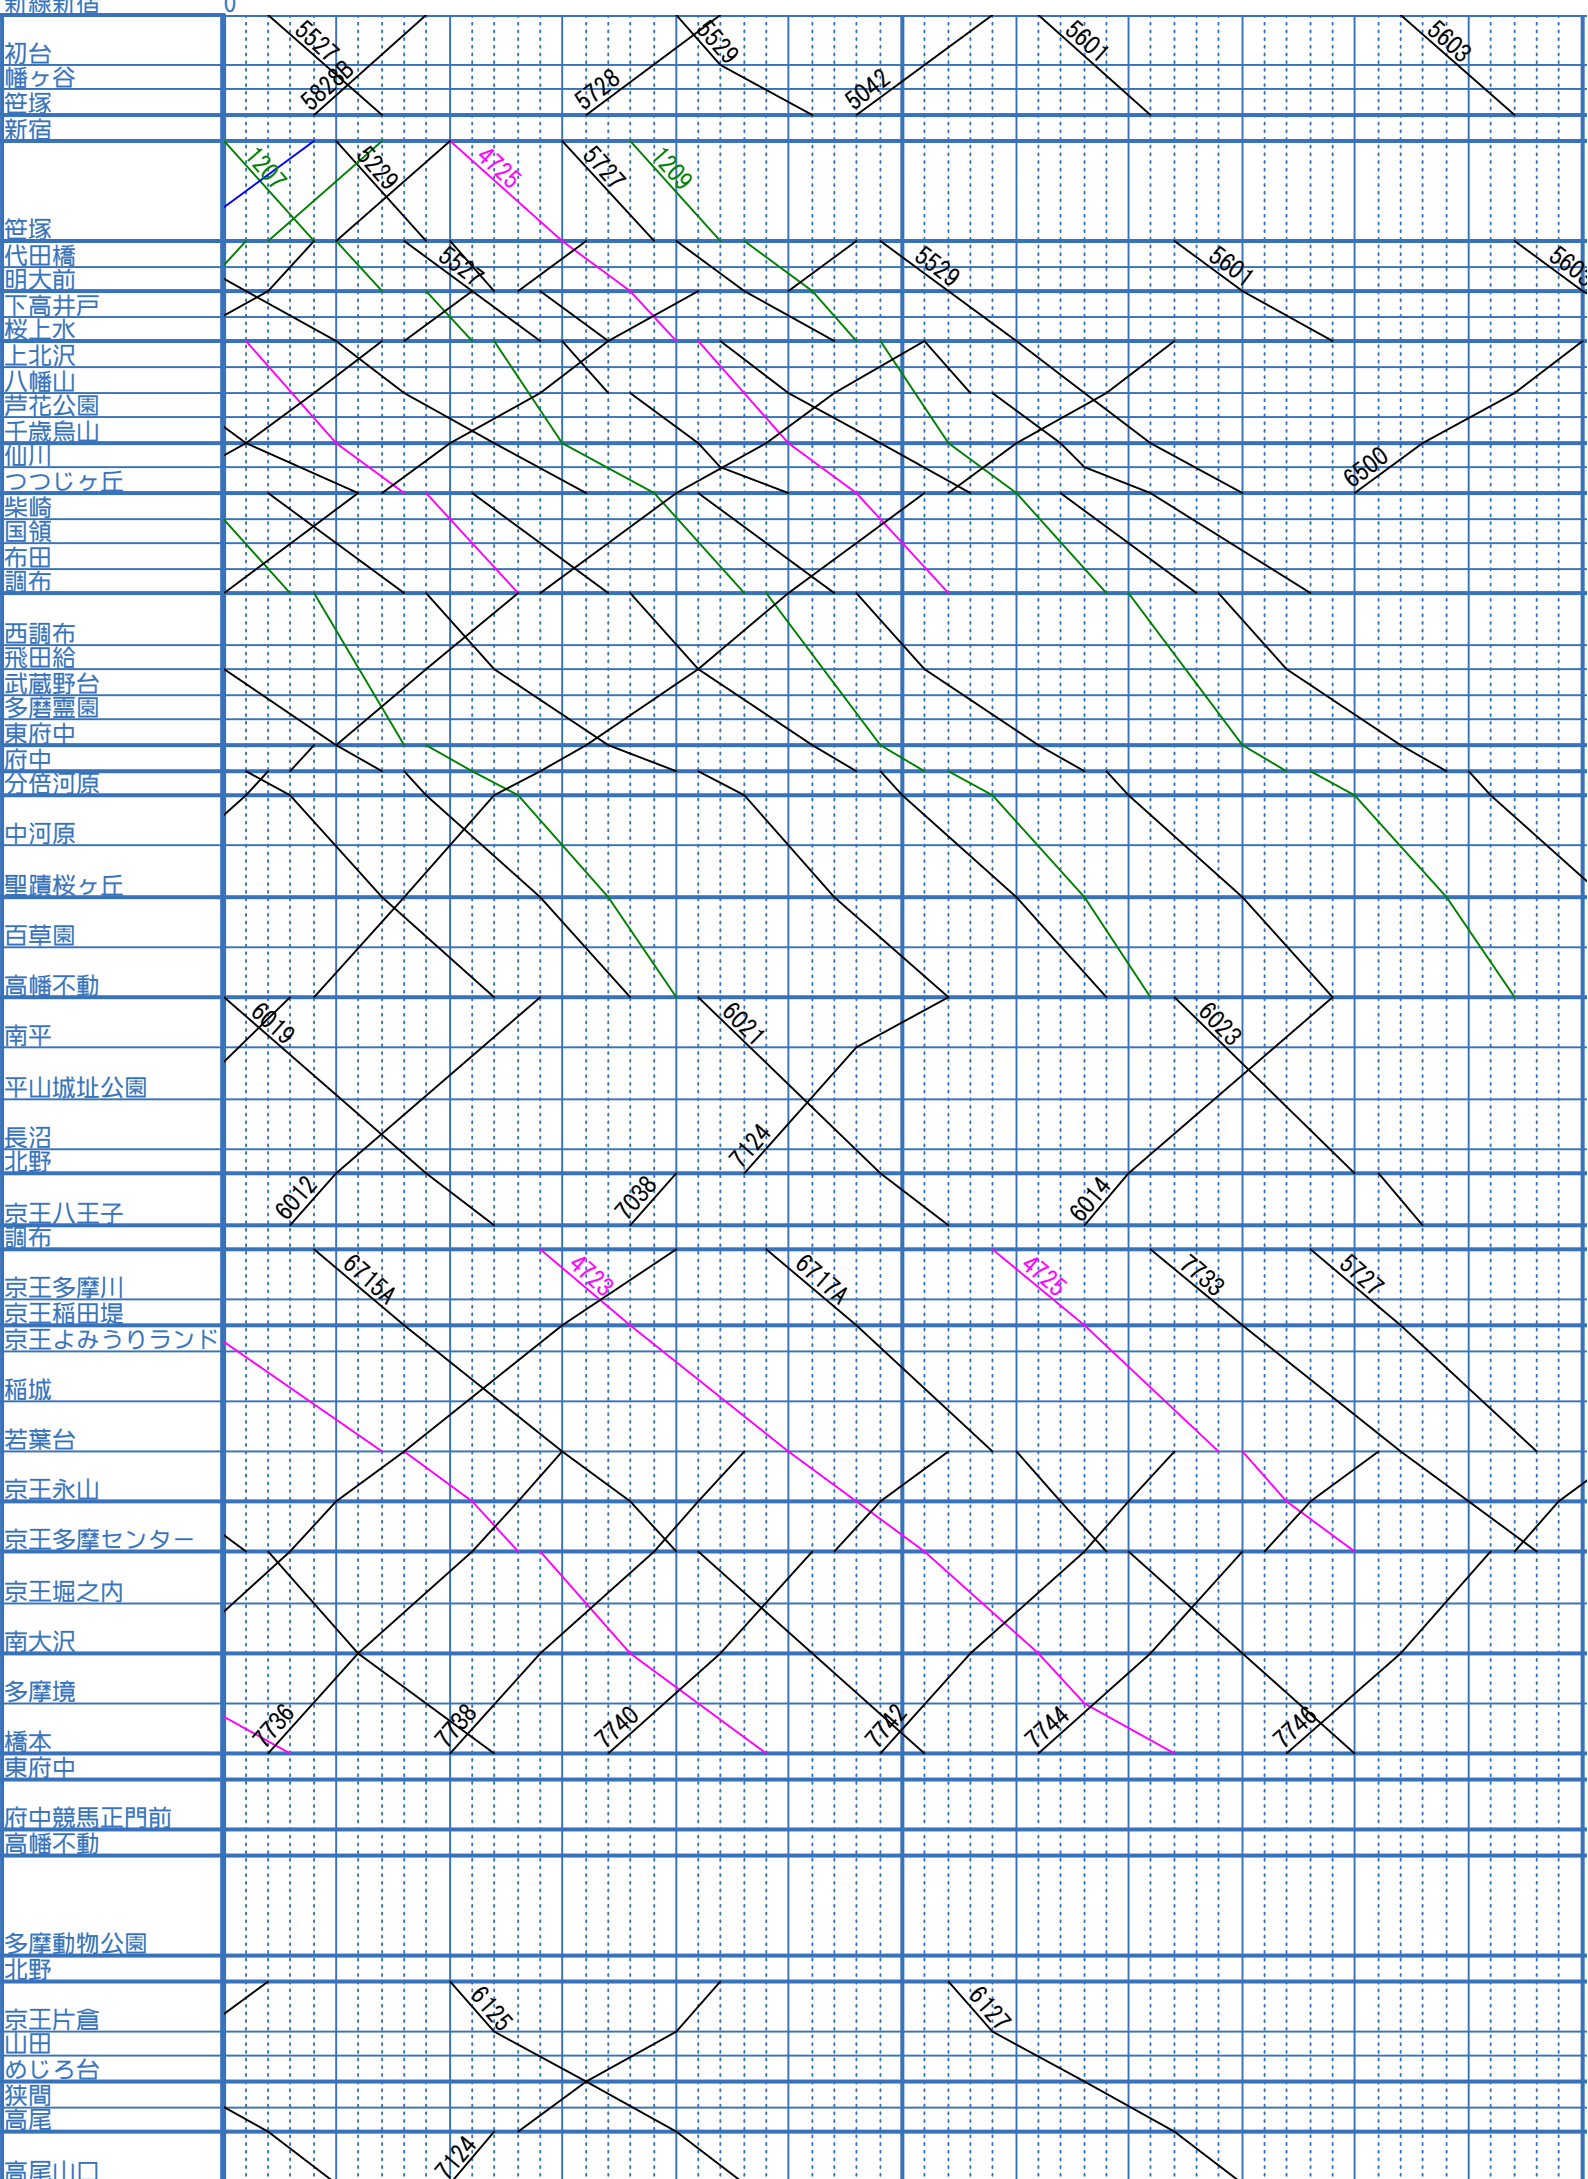 新線新宿 0
初台
幡ヶ谷
笹塚
新宿
笹塚
代田橋
明大前
下高井戸
桜上水
上北沢
八幡山
芦花公園
千歳烏山
仙川
つつじヶ丘
柴崎
国領
布田
調布
西調布
飛田給
武蔵野台
多磨霊園
東府中
府中
分倍河原
中河原
聖蹟桜ヶ丘
百草園
高幡不動
南平
平山城址公園
長沼
北野
京王八王子
調布
京王多摩川
京王稲田堤
京王よみうりランド
稲城
若葉台
京王永山
京王多摩センター
京王堀之内
南大沢
多摩境
橋本
東府中
府中競馬正門前
高幡不動
多摩動物公園
北野
京王片倉
山田
めじろ台
狭間
高尾
高尾山口
5527
5828B
5728
5529
5042
5601
5603
1207
5229
4725
5727
1209
5527
5529
5601
5603
6500
6019
6021
6023
6012
7038
7124
6014
6715A
4723
6717A
4725
7733
5727
7736
7738
7740
7742
7744
7746
6125
6127
7124